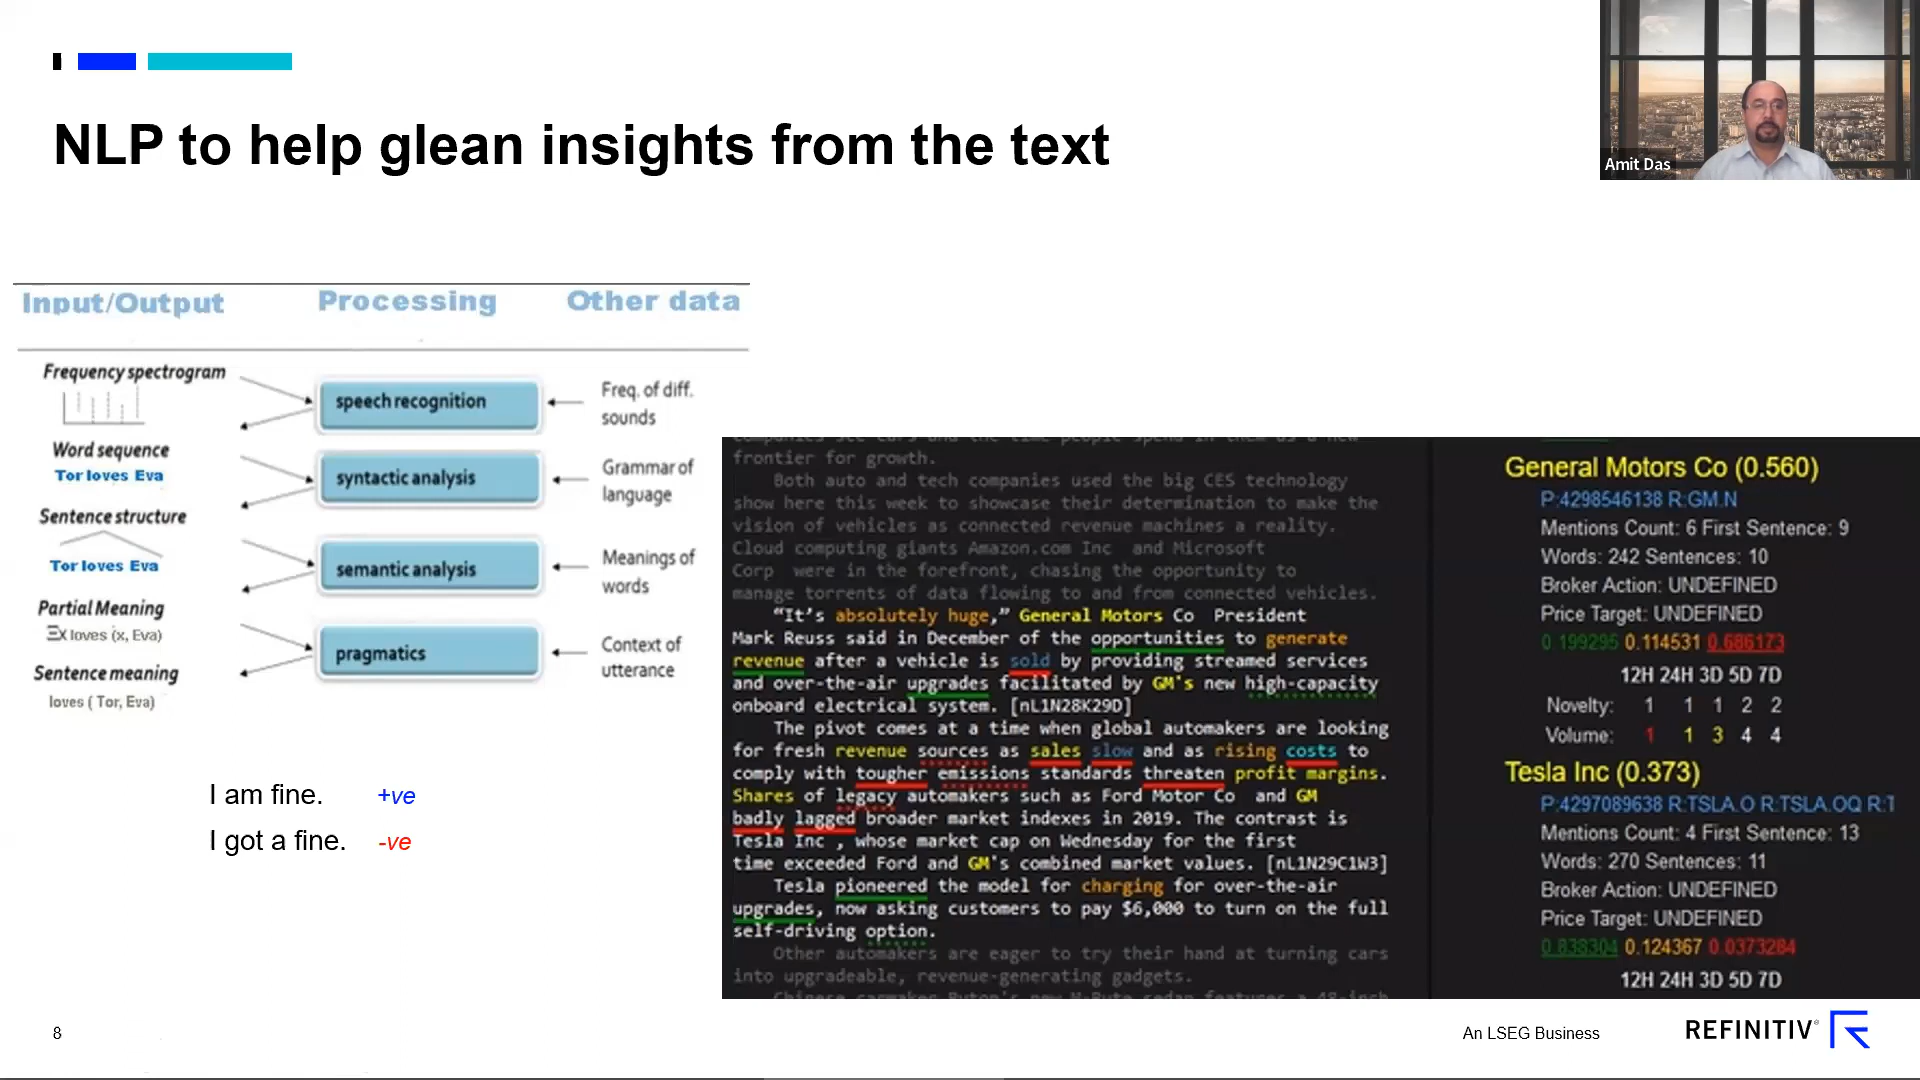 NLP to help glean insights from the text
Amit Das
Input/Output Processing Other data
Frequency spectrogram
speech recognition
Freq. of diff.
sounds
Word sequence
Tor loves Eva
syntactic analysis
Grammar of
language
Sentence structure
Tor loves Eva
semantic analysis
Meanings of
words
Partial Meaning
∃x loves (x, Eva)
pragmatics
Context of
utterance
Sentence meaning
loves ( Tor, Eva)
I am fine. +ve
I got a fine. -ve
frontier for growth.
Both auto and tech companies used the big CES technology
show here this week to showcase their determination to make the
vision of vehicles as connected revenue machines a reality.
Cloud computing giants Amazon.com Inc and Microsoft
Corp were in the forefront, chasing the opportunity to
manage torrents of data flowing to and from connected vehicles.
“It’s absolutely huge,” General Motors Co President
Mark Reuss said in December of the opportunities to generate
revenue after a vehicle is sold by providing streamed services
and over-the-air upgrades facilitated by GM's new high-capacity
onboard electrical system. [nL1N28K29D]
The pivot comes at a time when global automakers are looking
for fresh revenue sources as sales slow and as rising costs to
comply with tougher emissions standards threaten profit margins.
Shares of legacy automakers such as Ford Motor Co and GM
badly lagged broader market indexes in 2019. The contrast is
Tesla Inc , whose market cap on Wednesday for the first
time exceeded Ford and GM's combined market values. [nL1N29C1W3]
Tesla pioneered the model for charging for over-the-air
upgrades, now asking customers to pay $6,000 to turn on the full
self-driving option.
Other automakers are eager to try their hand at turning cars
into upgradeable, revenue-generating gadgets.
General Motors Co (0.560)
P:4298546138 R:GM.N
Mentions Count: 6 First Sentence: 9
Words: 242 Sentences: 10
Broker Action: UNDEFINED
Price Target: UNDEFINED
0.199295 0.114531 0.686173
12H 24H 3D 5D 7D
Novelty: 1 1 1 2 2
Volume: 1 1 3 4 4
Tesla Inc (0.373)
P:4297089638 R:TSLA.O R:TSLA.OQ R:T
Mentions Count: 4 First Sentence: 13
Words: 270 Sentences: 11
Broker Action: UNDEFINED
Price Target: UNDEFINED
0.838304 0.124367 0.0373284
12H 24H 3D 5D 7D
8
An LSEG Business
REFINITIV